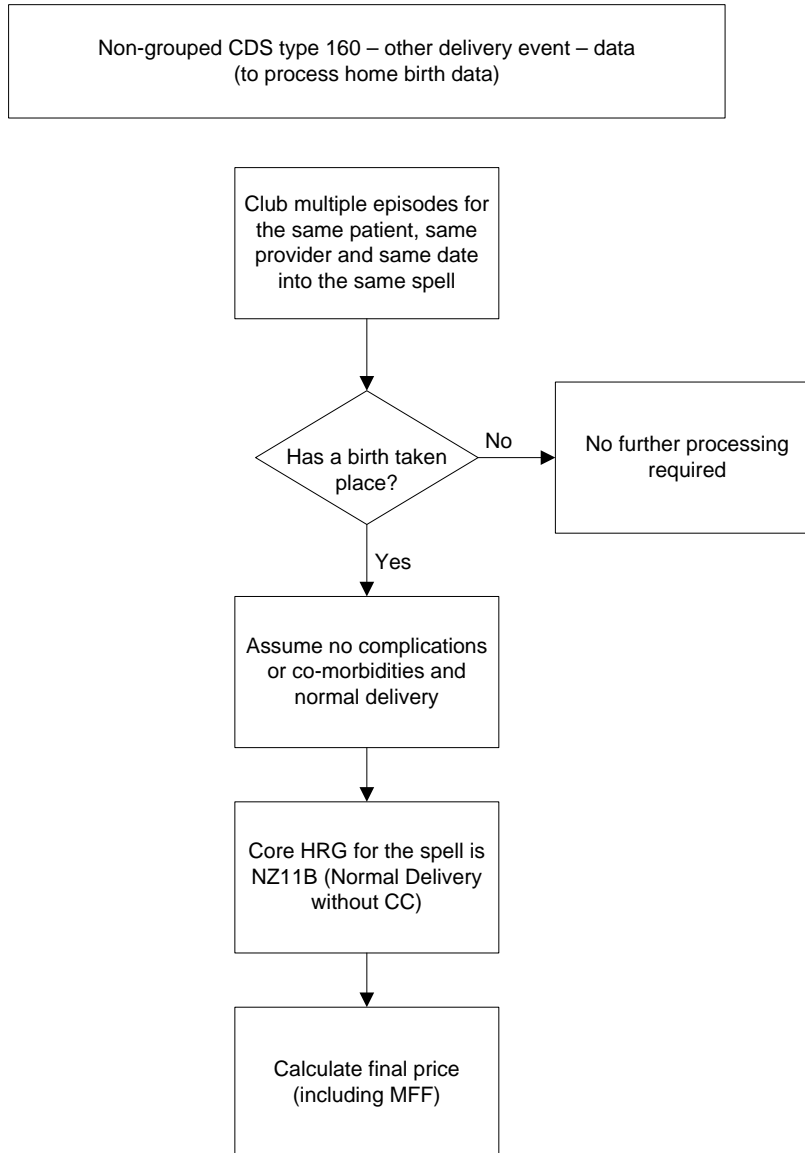 Non-grouped CDS type 160 – other delivery event – data
(to process home birth data)
Club multiple episodes for
the same patient, same
provider and same date
into the same spell
Has a birth taken
place?
No
No further processing
required
Yes
Assume no complications
or co-morbidities and
normal delivery
Core HRG for the spell is
NZ11B (Normal Delivery
without CC)
Calculate final price
(including MFF)